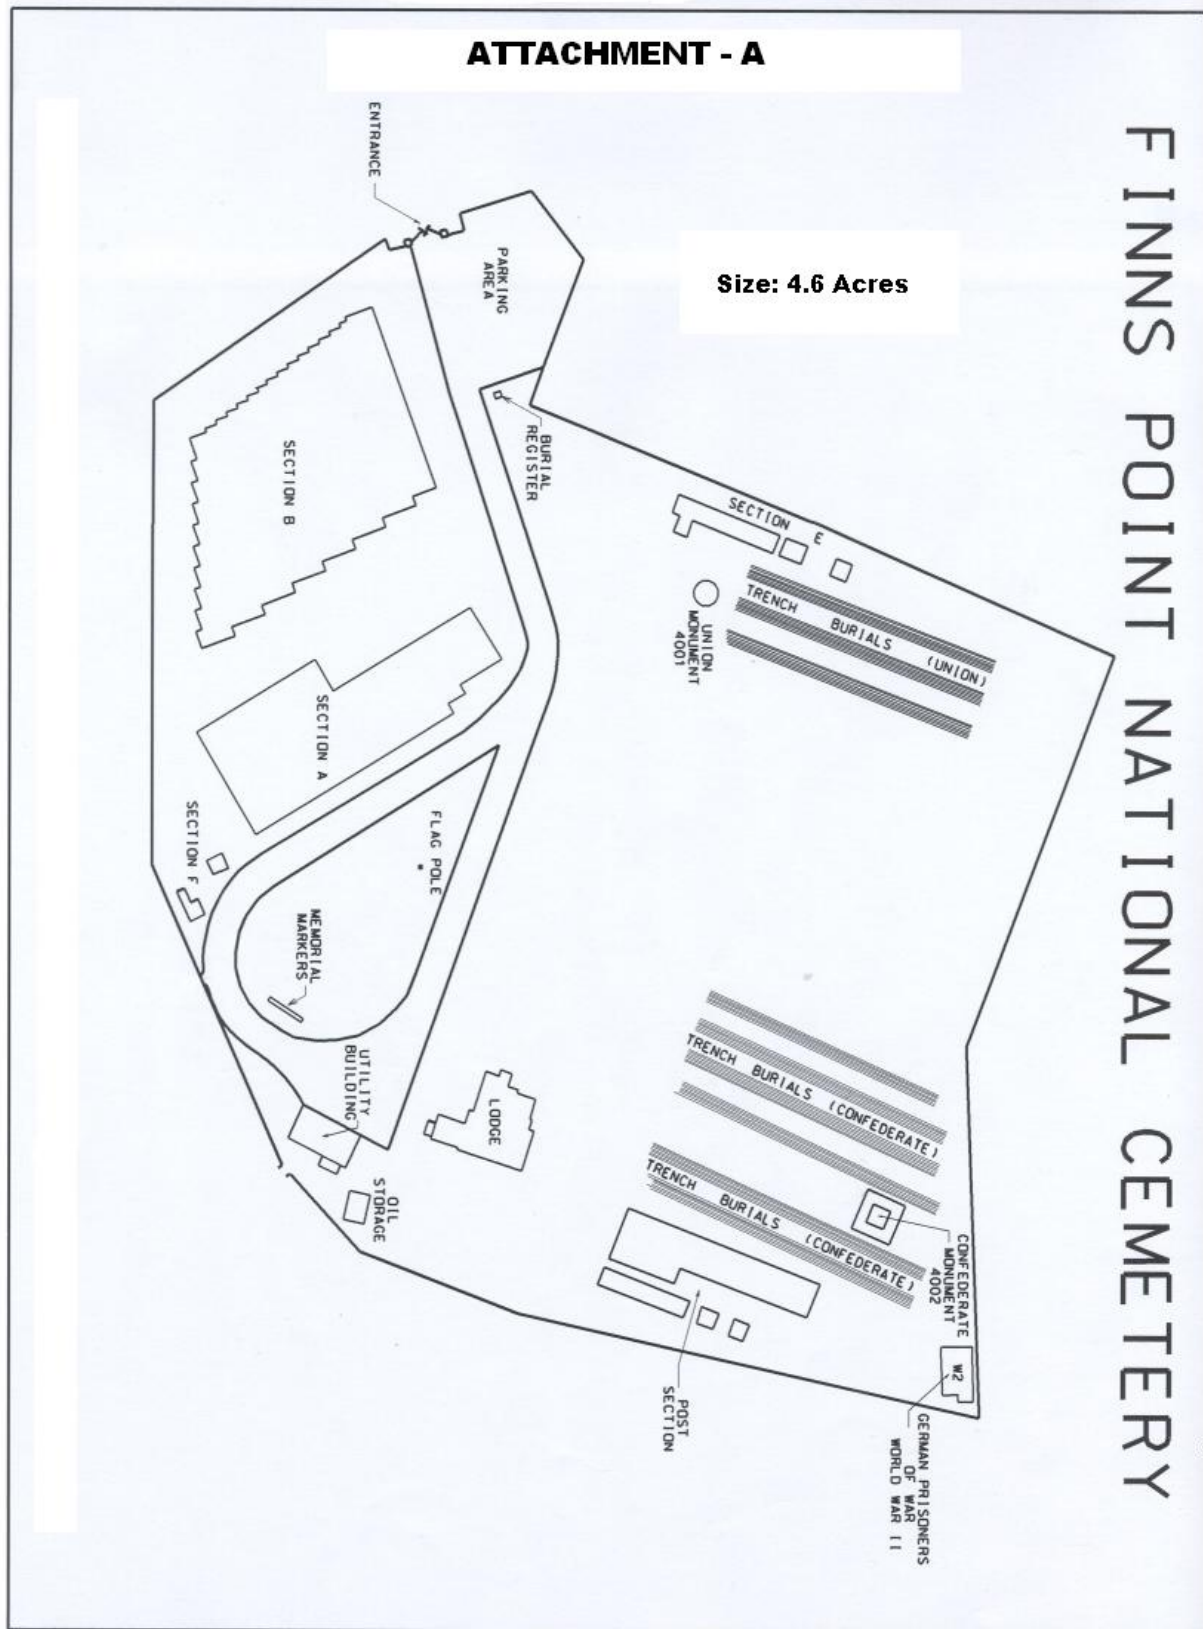 ATTACHMENT - A
FINNS POINT NATIONAL CEMETERY
Size: 4.6 Acres
ENTRANCE
PARKING
AREA
BURIAL
REGISTER
SECTION B
SECTION E
TRENCH BURIALS (UNION)
UNION
MONUMENT
4001
SECTION A
SECTION F
FLAG POLE
MEMORIAL
MARKERS
UTILITY
BUILDING
LODGE
OIL
STORAGE
TRENCH BURIALS (CONFEDERATE)
TRENCH BURIALS (CONFEDERATE)
CONFEDERATE
MONUMENT
4002
POST
SECTION
W2
GERMAN PRISONERS
OF WAR
WORLD WAR II